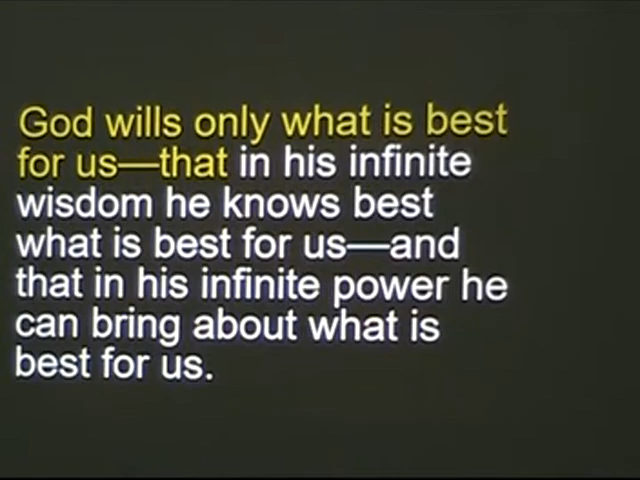 God wills only what is best
for us—that in his infinite
wisdom he knows best
what is best for us—and
that in his infinite power he
can bring about what is
best for us.